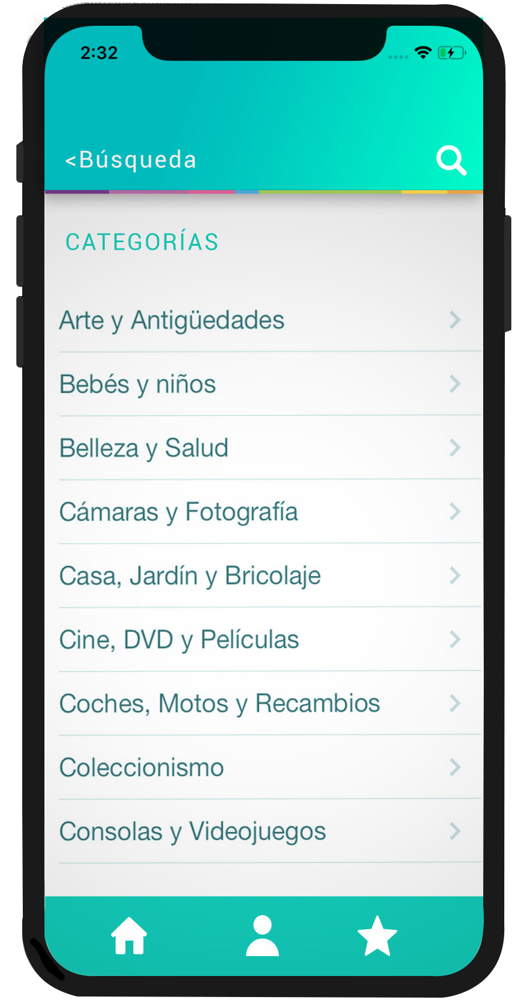 2:32
<Búsqueda
CATEGORÍAS
Arte y Antigüedades
Bebés y niños
Belleza y Salud
Cámaras y Fotografía
Casa, Jardín y Bricolaje
Cine, DVD y Películas
Coches, Motos y Recambios
Coleccionismo
Consolas y Videojuegos